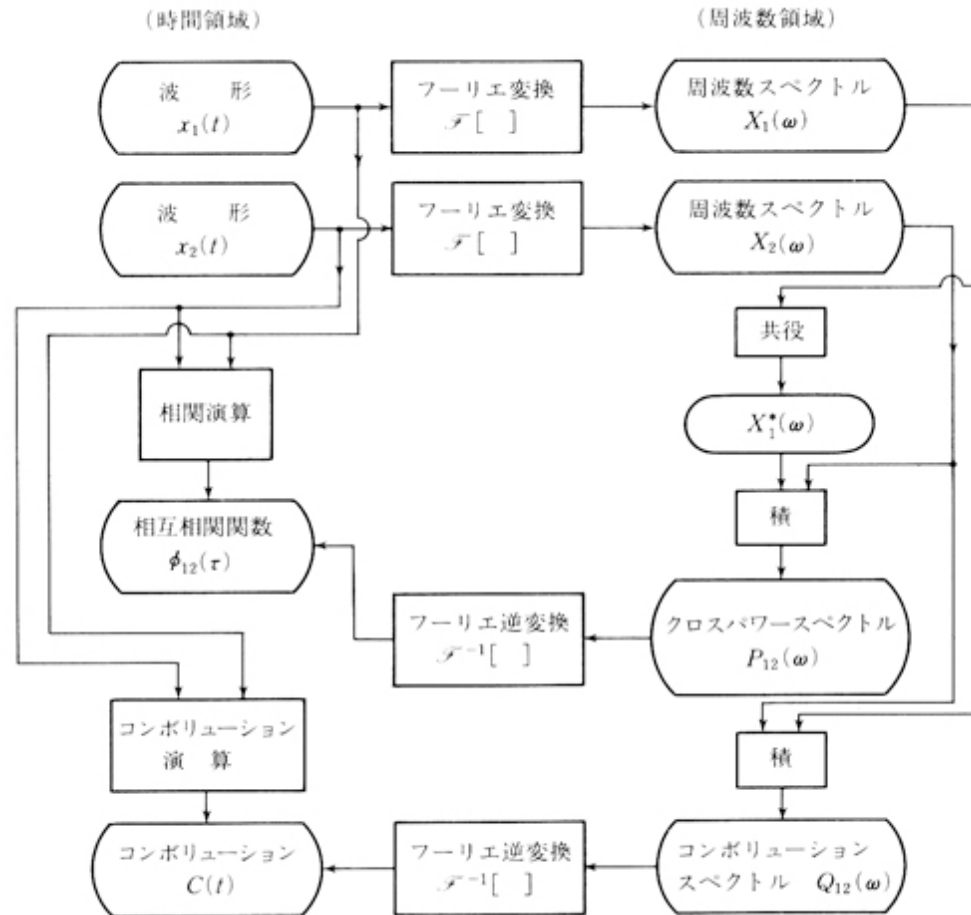 (時間領域)
(周波数領域)
波 形
x₁(t)
フーリエ変換
ℱ[ ]
周波数スペクトル
X₁(ω)
波 形
x₂(t)
フーリエ変換
ℱ[ ]
周波数スペクトル
X₂(ω)
共役
相関演算
X₁*(ω)
積
相互相関関数
ϕ₁₂(τ)
フーリエ逆変換
ℱ⁻¹[ ]
クロスパワースペクトル
P₁₂(ω)
コンボリューション
演 算
積
コンボリューション
C(t)
フーリエ逆変換
ℱ⁻¹[ ]
コンボリューション
スペクトル Q₁₂(ω)